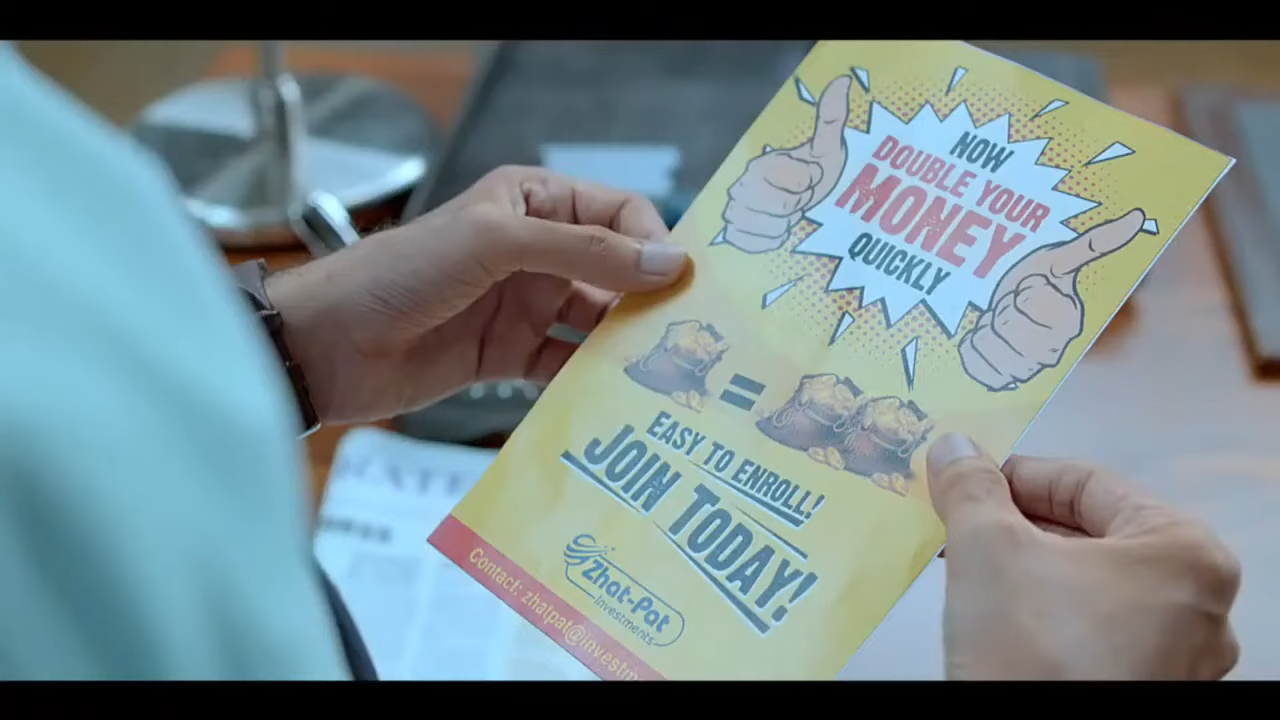 NOW
DOUBLE YOUR
MONEY
QUICKLY
=
EASY TO ENROLL!
JOIN TODAY!
Zhat-Pat
Investments
Contact: zhatpat@investm